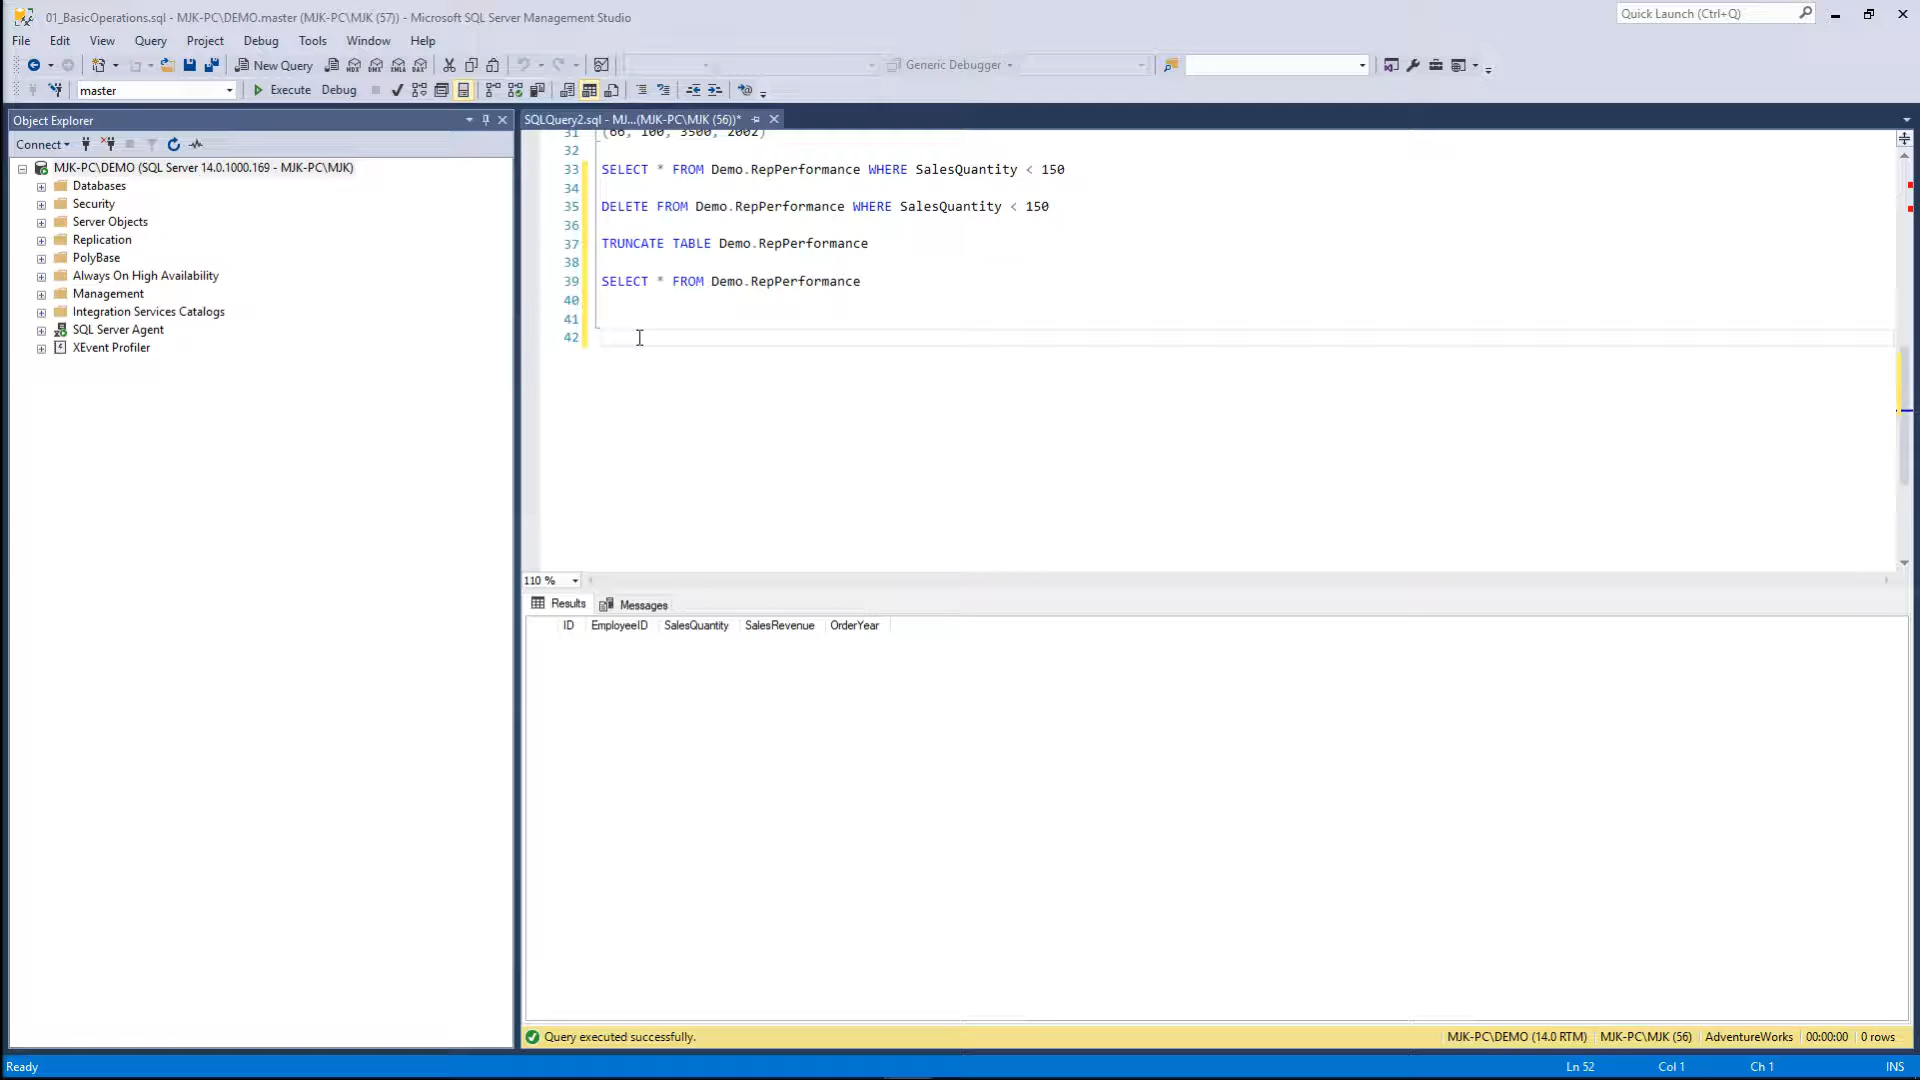 01_BasicOperations.sql - MJK-PC\DEMO.master (MJK-PC\MJK (57)) - Microsoft SQL Server Management Studio
Quick Launch (Ctrl+Q)
File Edit View Query Project Debug Tools Window Help
New Query Generic Debugger
master Execute Debug
Object Explorer
SQLQuery2.sql - MJ...(MJK-PC\MJK (56))*
Connect
MJK-PC\DEMO (SQL Server 14.0.1000.169 - MJK-PC\MJK)
Databases
Security
Server Objects
Replication
PolyBase
Always On High Availability
Management
Integration Services Catalogs
SQL Server Agent
XEvent Profiler
31 (66, 100, 3500, 2002)
32
33 SELECT * FROM Demo.RepPerformance WHERE SalesQuantity < 150
34
35 DELETE FROM Demo.RepPerformance WHERE SalesQuantity < 150
36
37 TRUNCATE TABLE Demo.RepPerformance
38
39 SELECT * FROM Demo.RepPerformance
40
41
42
110 %
Results Messages
ID EmployeeID SalesQuantity SalesRevenue OrderYear
Query executed successfully. MJK-PC\DEMO (14.0 RTM) MJK-PC\MJK (56) AdventureWorks 00:00:00 0 rows
Ready Ln 52 Col 1 Ch 1 INS